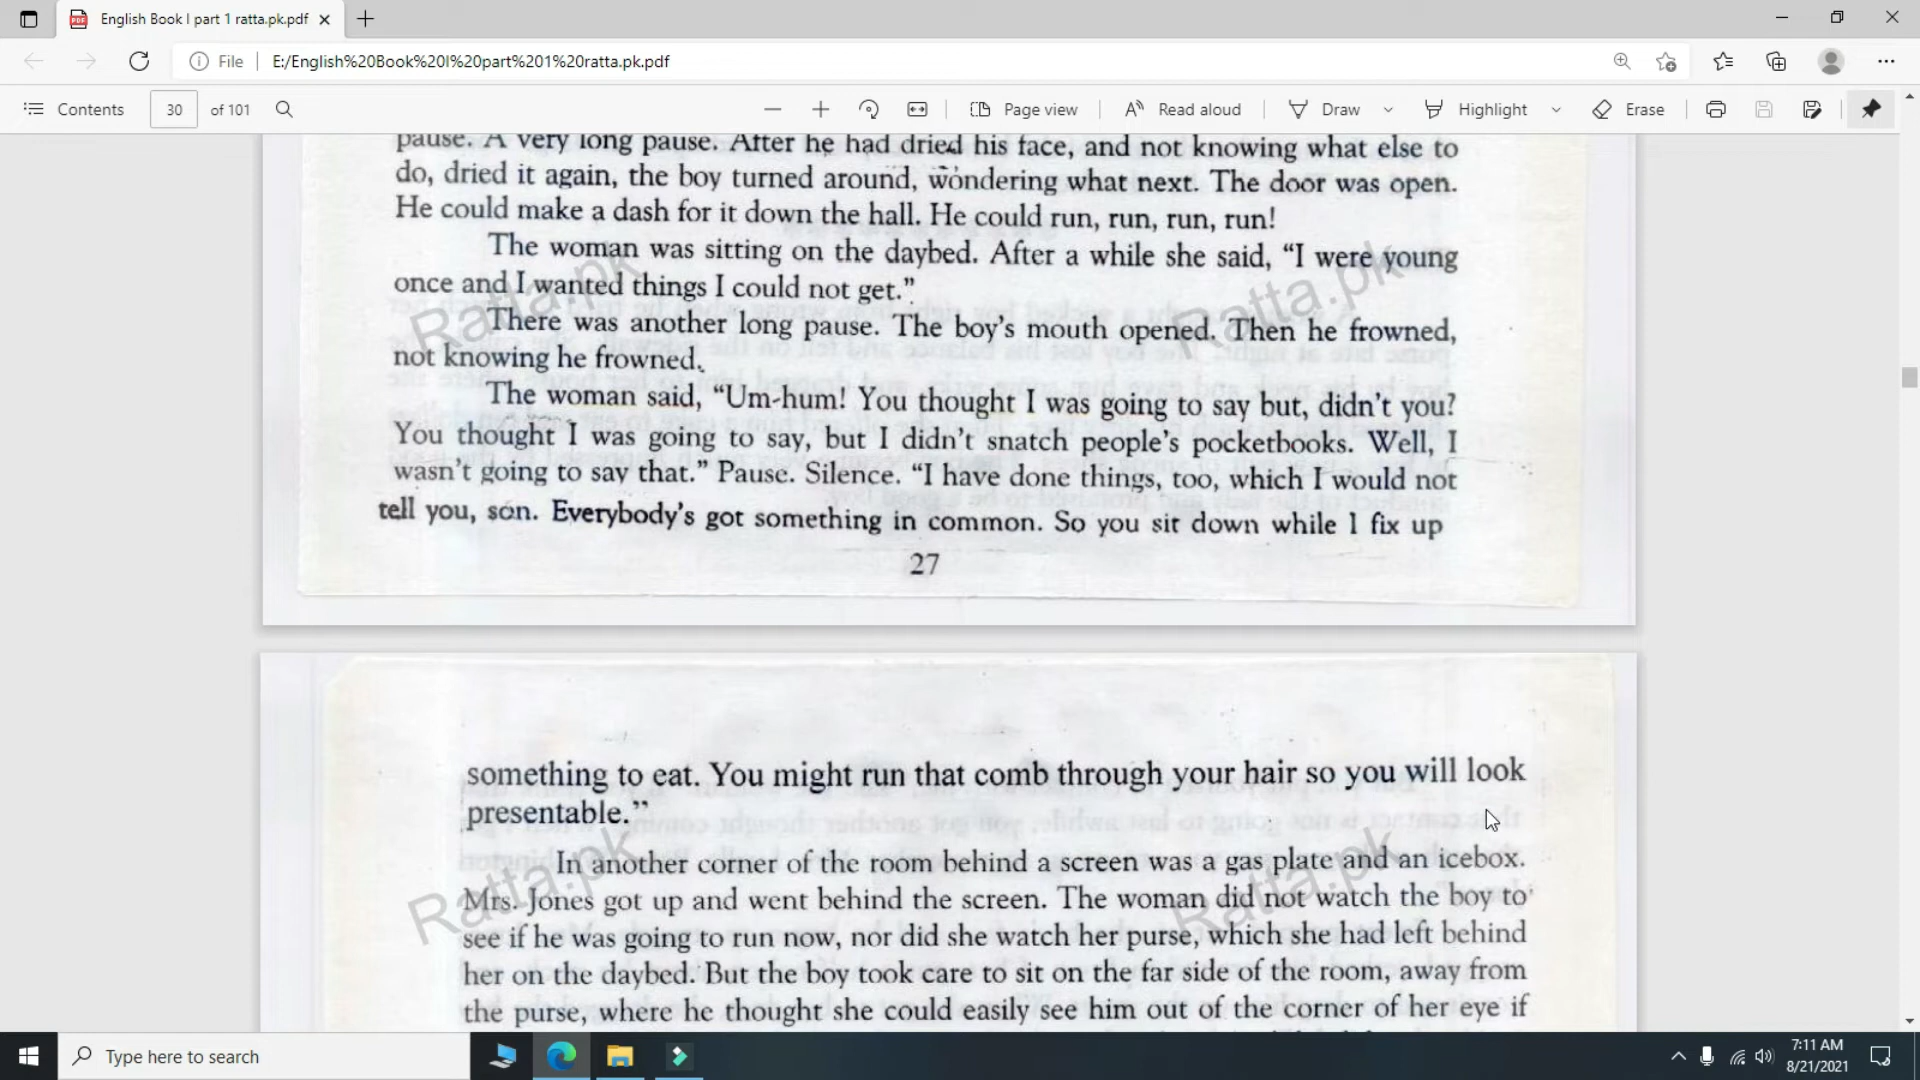 English Book I part 1 ratta.pk.pdf
File
E:/English%20Book%20I%20part%201%20ratta.pk.pdf
Contents
30
of 101
Page view
Read aloud
Draw
Highlight
Erase
pause. A very long pause. After he had dried his face, and not knowing what else to
do, dried it again, the boy turned around, wondering what next. The door was open.
He could make a dash for it down the hall. He could run, run, run, run!
The woman was sitting on the daybed. After a while she said, “I were young
once and I wanted things I could not get.”
There was another long pause. The boy’s mouth opened. Then he frowned,
not knowing he frowned.
The woman said, “Um-hum! You thought I was going to say but, didn’t you?
You thought I was going to say, but I didn’t snatch people’s pocketbooks. Well, I
wasn’t going to say that.” Pause. Silence. “I have done things, too, which I would not
tell you, son. Everybody’s got something in common. So you sit down while I fix up
27
Ratta.pk
Ratta.pk
something to eat. You might run that comb through your hair so you will look
presentable.”
In another corner of the room behind a screen was a gas plate and an icebox.
Mrs. Jones got up and went behind the screen. The woman did not watch the boy to
see if he was going to run now, nor did she watch her purse, which she had left behind
her on the daybed. But the boy took care to sit on the far side of the room, away from
the purse, where he thought she could easily see him out of the corner of her eye if
Ratta.pk
Ratta.pk
Type here to search
7:11 AM
8/21/2021